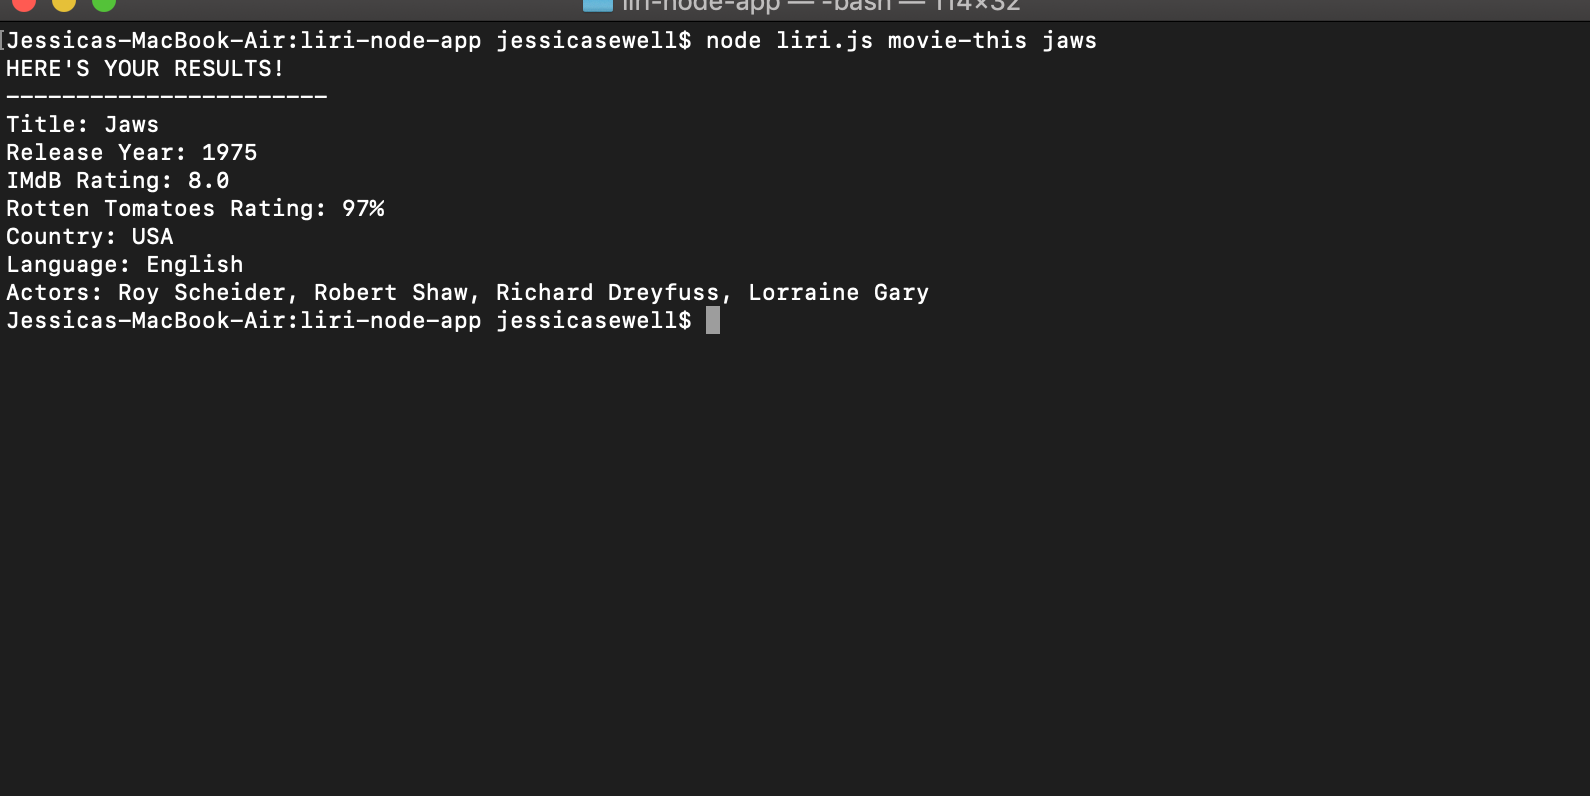 liri-node-app — -bash — 114×32
[Jessicas-MacBook-Air:liri-node-app jessicasewell$ node liri.js movie-this jaws
HERE'S YOUR RESULTS!
-----------------------
Title: Jaws
Release Year: 1975
IMdB Rating: 8.0
Rotten Tomatoes Rating: 97%
Country: USA
Language: English
Actors: Roy Scheider, Robert Shaw, Richard Dreyfuss, Lorraine Gary
Jessicas-MacBook-Air:liri-node-app jessicasewell$